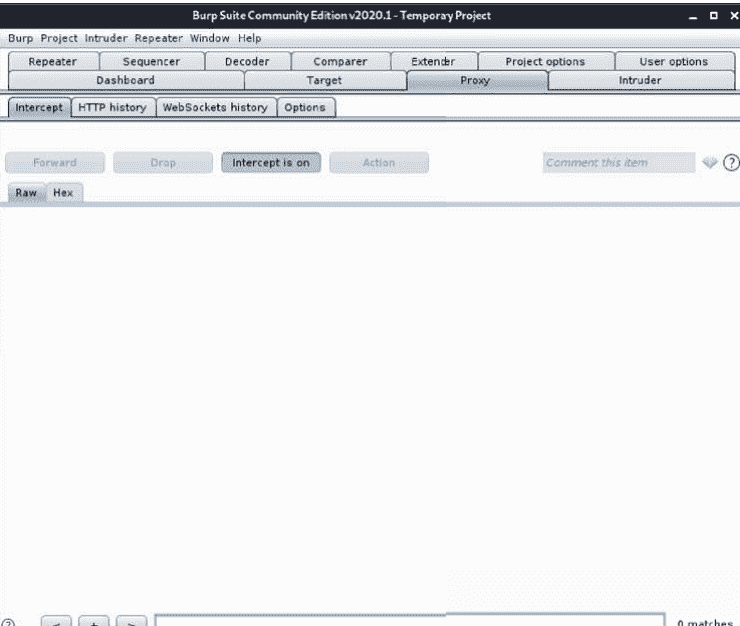 Burp Suite Community Edition v2020.1 - Temporay Project
Burp Project Intruder Repeater Window Help
Repeater Sequencer Decoder Comparer Extender Project options User options
Dashboard Target Proxy Intruder
Intercept HTTP history WebSockets history Options
Forward Drop Intercept is on Action Comment this item ?
Raw Hex
? < + > 0 matches